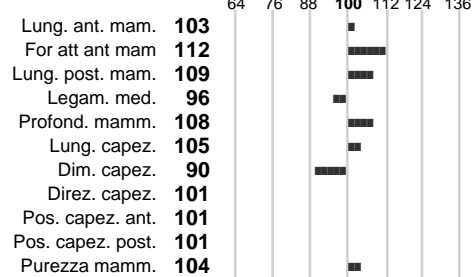 64 76 88 100 112 124 136
Lung. ant. mam. 103
For att ant mam 112
Lung. post. mam. 109
Legam. med. 96
Profond. mamm. 108
Lung. capez. 105
Dim. capez. 90
Direz. capez. 101
Pos. capez. ant. 101
Pos. capez. post. 101
Purezza mamm. 104